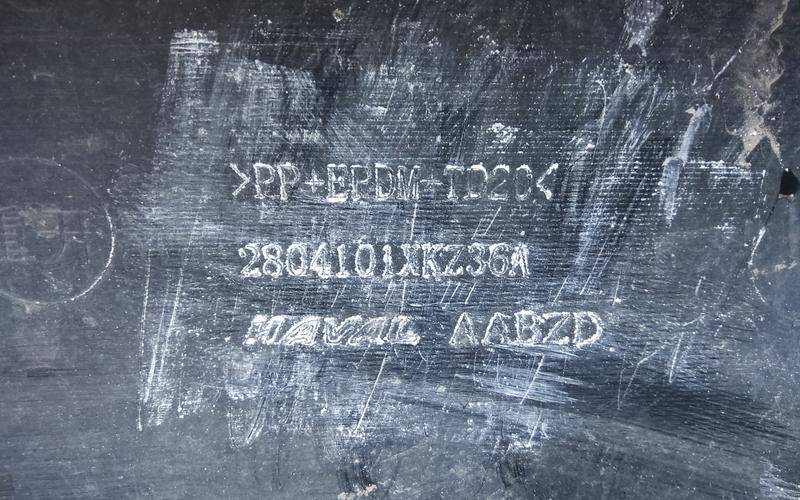 >PP+EPDM-TD20<
2804101XKZ36A
HAVAL AABZD